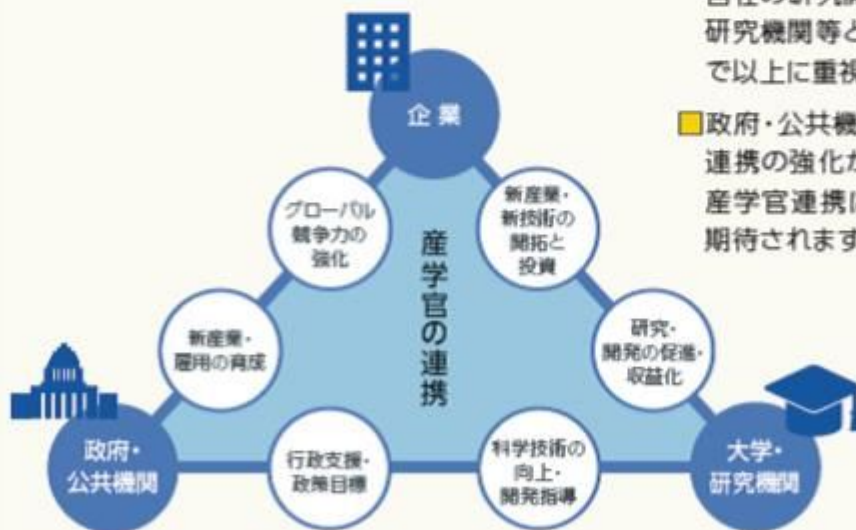 研究機関等と
で以上に重視
■政府・公共機
連携の強化が
産学官連携に
期待されます
企業
グローバル
競争力の
強化
新産業・
新技術の
開拓と
投資
産学官の連携
新産業・
雇用の育成
研究・
開発の促進・
収益化
政府・
公共機関
行政支援・
政策目標
科学技術の
向上・
開発指導
大学・
研究機関